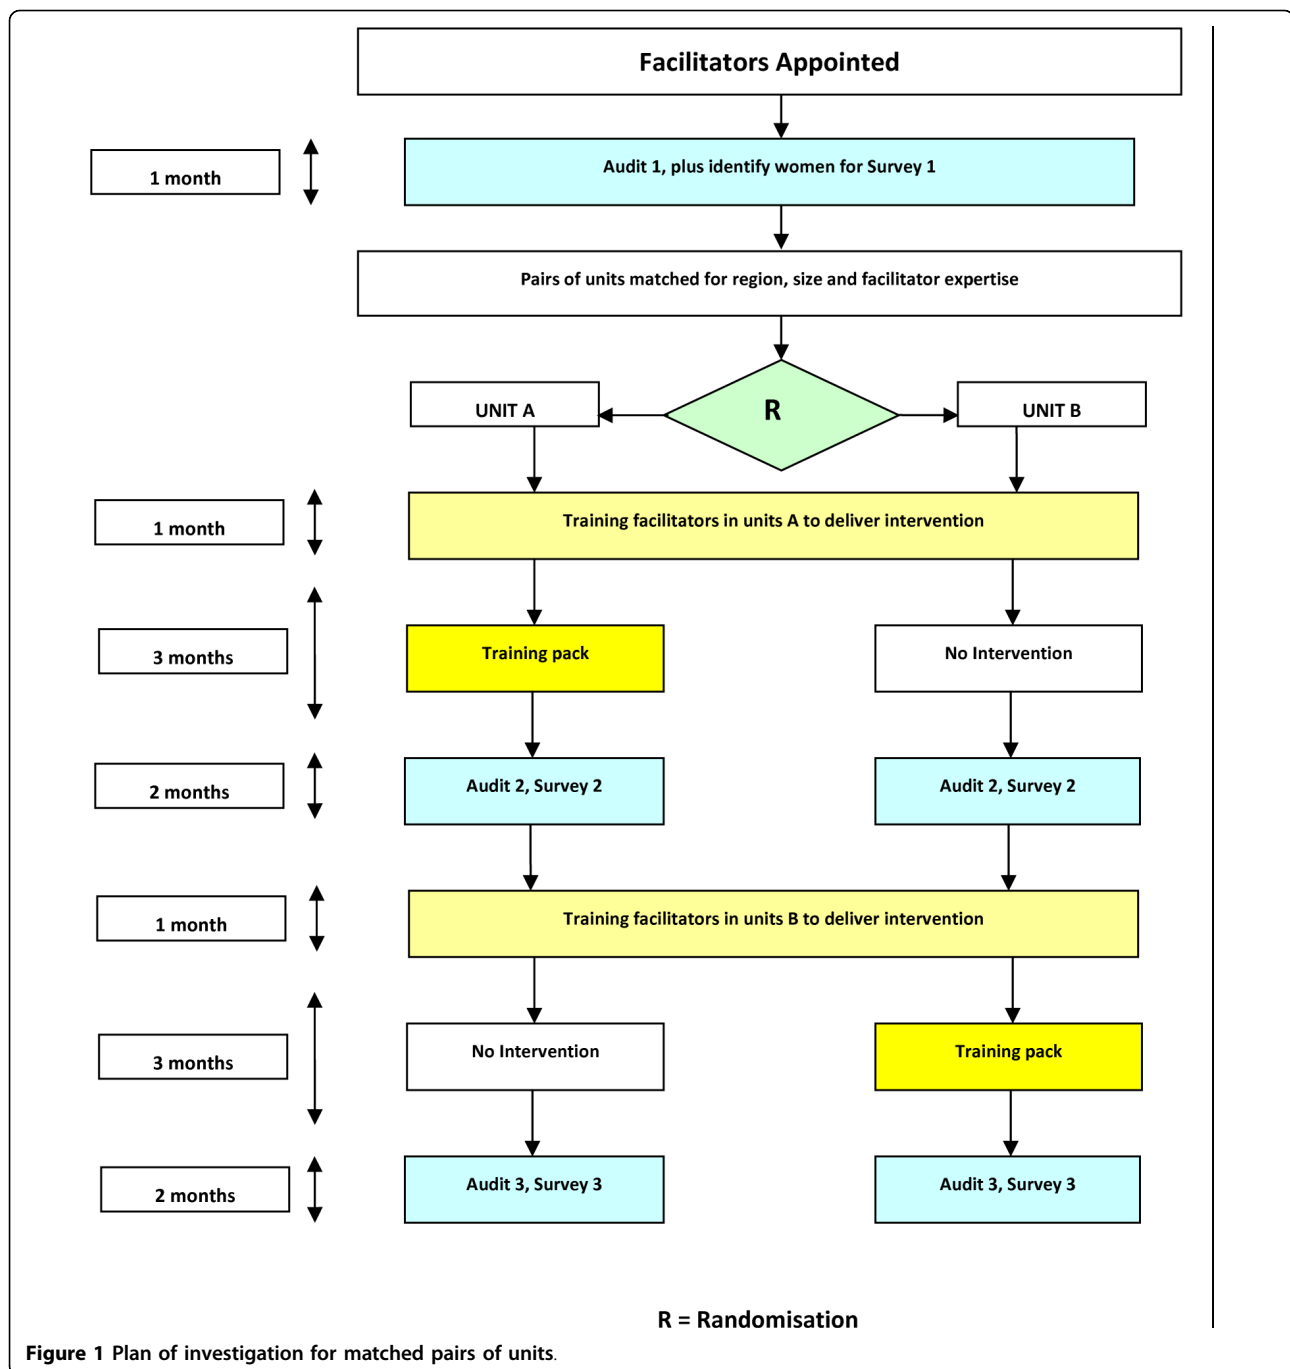 Facilitators Appointed
1 month
Audit 1, plus identify women for Survey 1
Pairs of units matched for region, size and facilitator expertise
UNIT A
R
UNIT B
1 month
Training facilitators in units A to deliver intervention
3 months
Training pack
No Intervention
2 months
Audit 2, Survey 2
Audit 2, Survey 2
1 month
Training facilitators in units B to deliver intervention
3 months
No Intervention
Training pack
2 months
Audit 3, Survey 3
Audit 3, Survey 3
R = Randomisation
Figure 1 Plan of investigation for matched pairs of units.